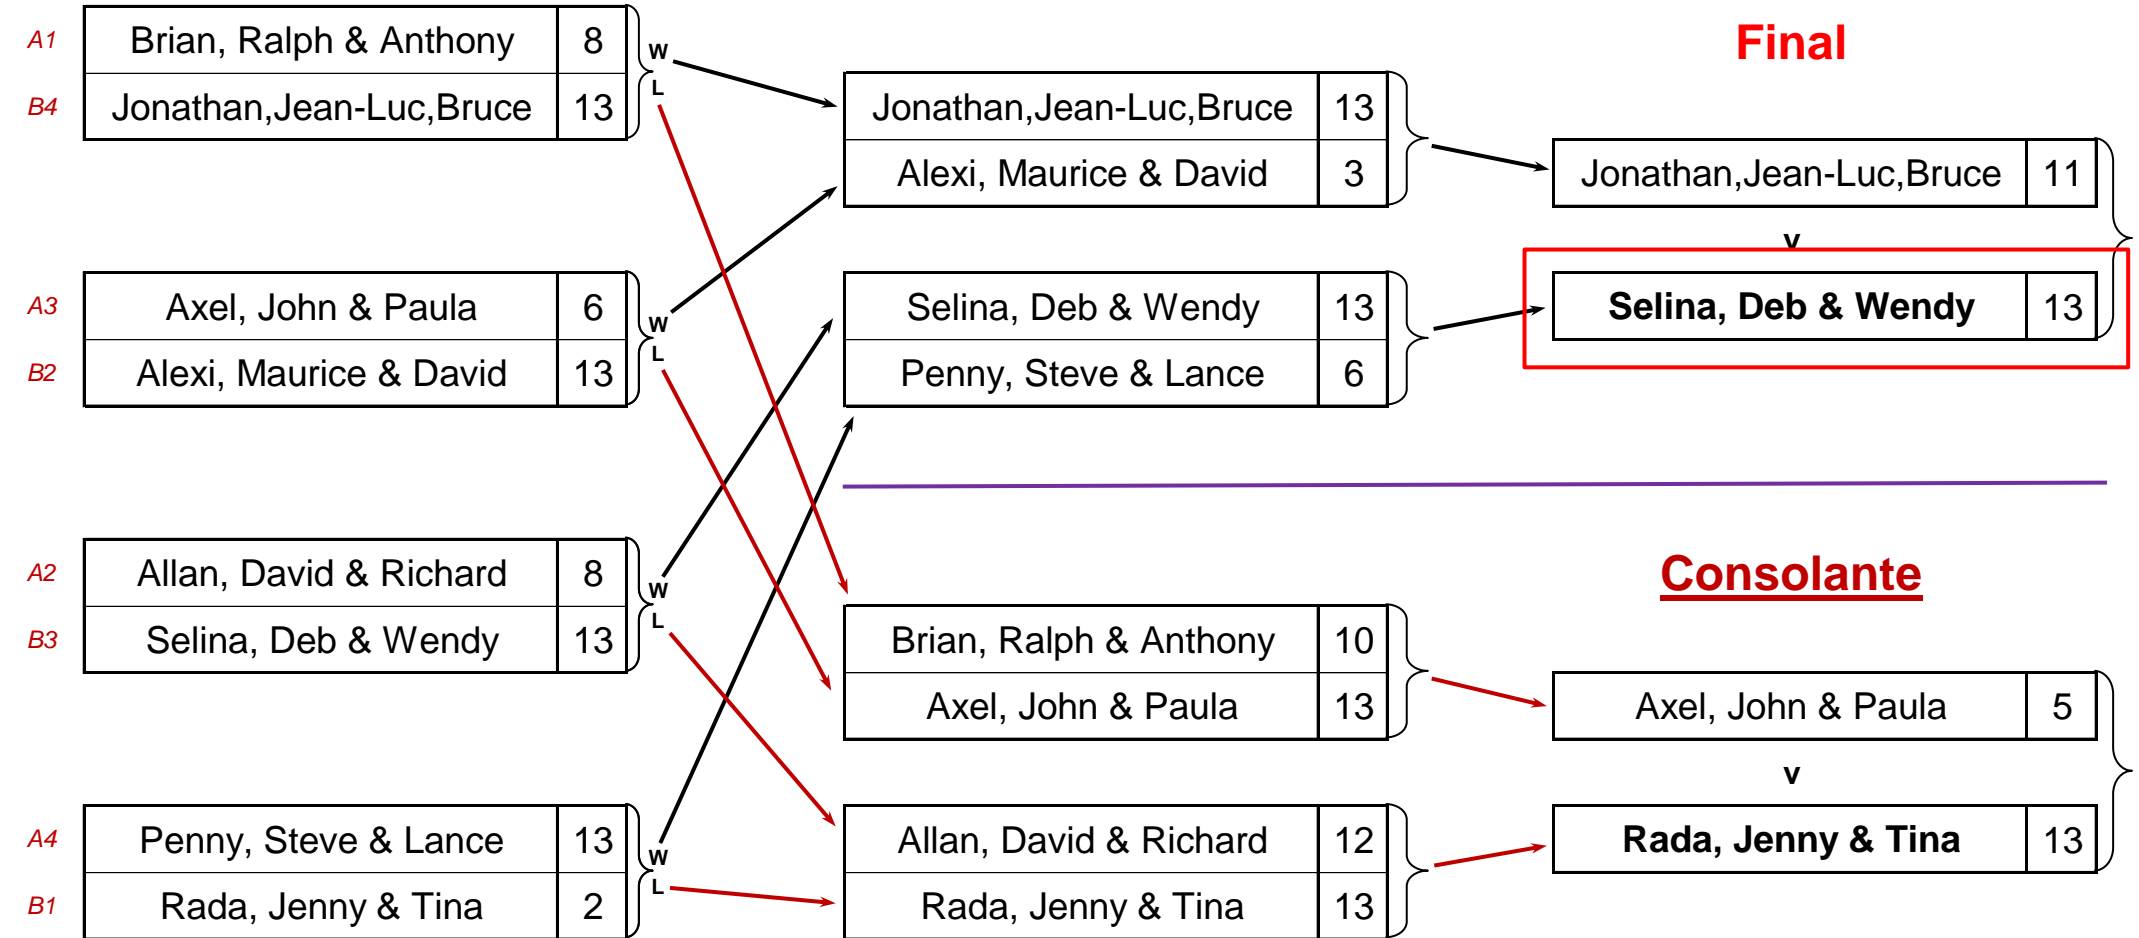 A1 Brian, Ralph & Anthony 8
W
L
B4 Jonathan,Jean-Luc,Bruce 13
A3 Axel, John & Paula 6
W
L
B2 Alexi, Maurice & David 13
A2 Allan, David & Richard 8
W
L
B3 Selina, Deb & Wendy 13
A4 Penny, Steve & Lance 13
W
L
B1 Rada, Jenny & Tina 2
Jonathan,Jean-Luc,Bruce 13
Alexi, Maurice & David 3
Selina, Deb & Wendy 13
Penny, Steve & Lance 6
Brian, Ralph & Anthony 10
Axel, John & Paula 13
Allan, David & Richard 12
Rada, Jenny & Tina 13
Final
Jonathan,Jean-Luc,Bruce 11
v
Selina, Deb & Wendy 13
Consolante
Axel, John & Paula 5
v
Rada, Jenny & Tina 13